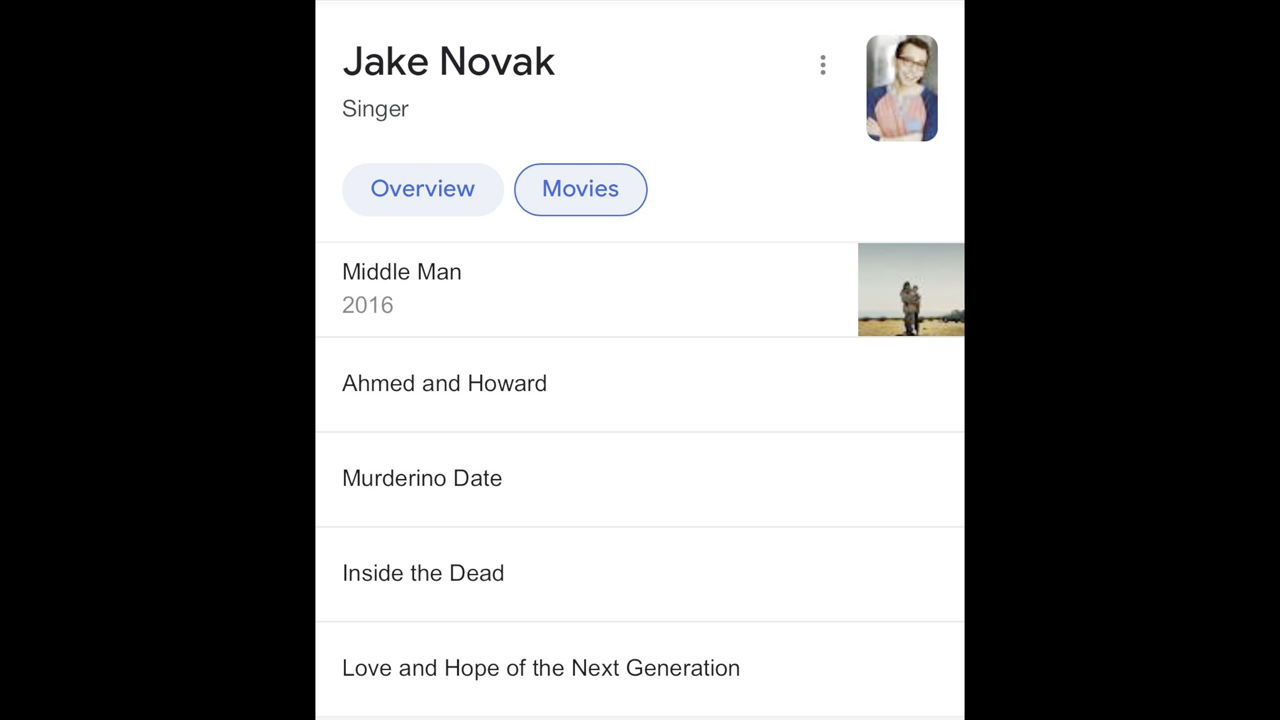 Jake Novak
Singer
Overview
Movies
Middle Man
2016
Ahmed and Howard
Murderino Date
Inside the Dead
Love and Hope of the Next Generation